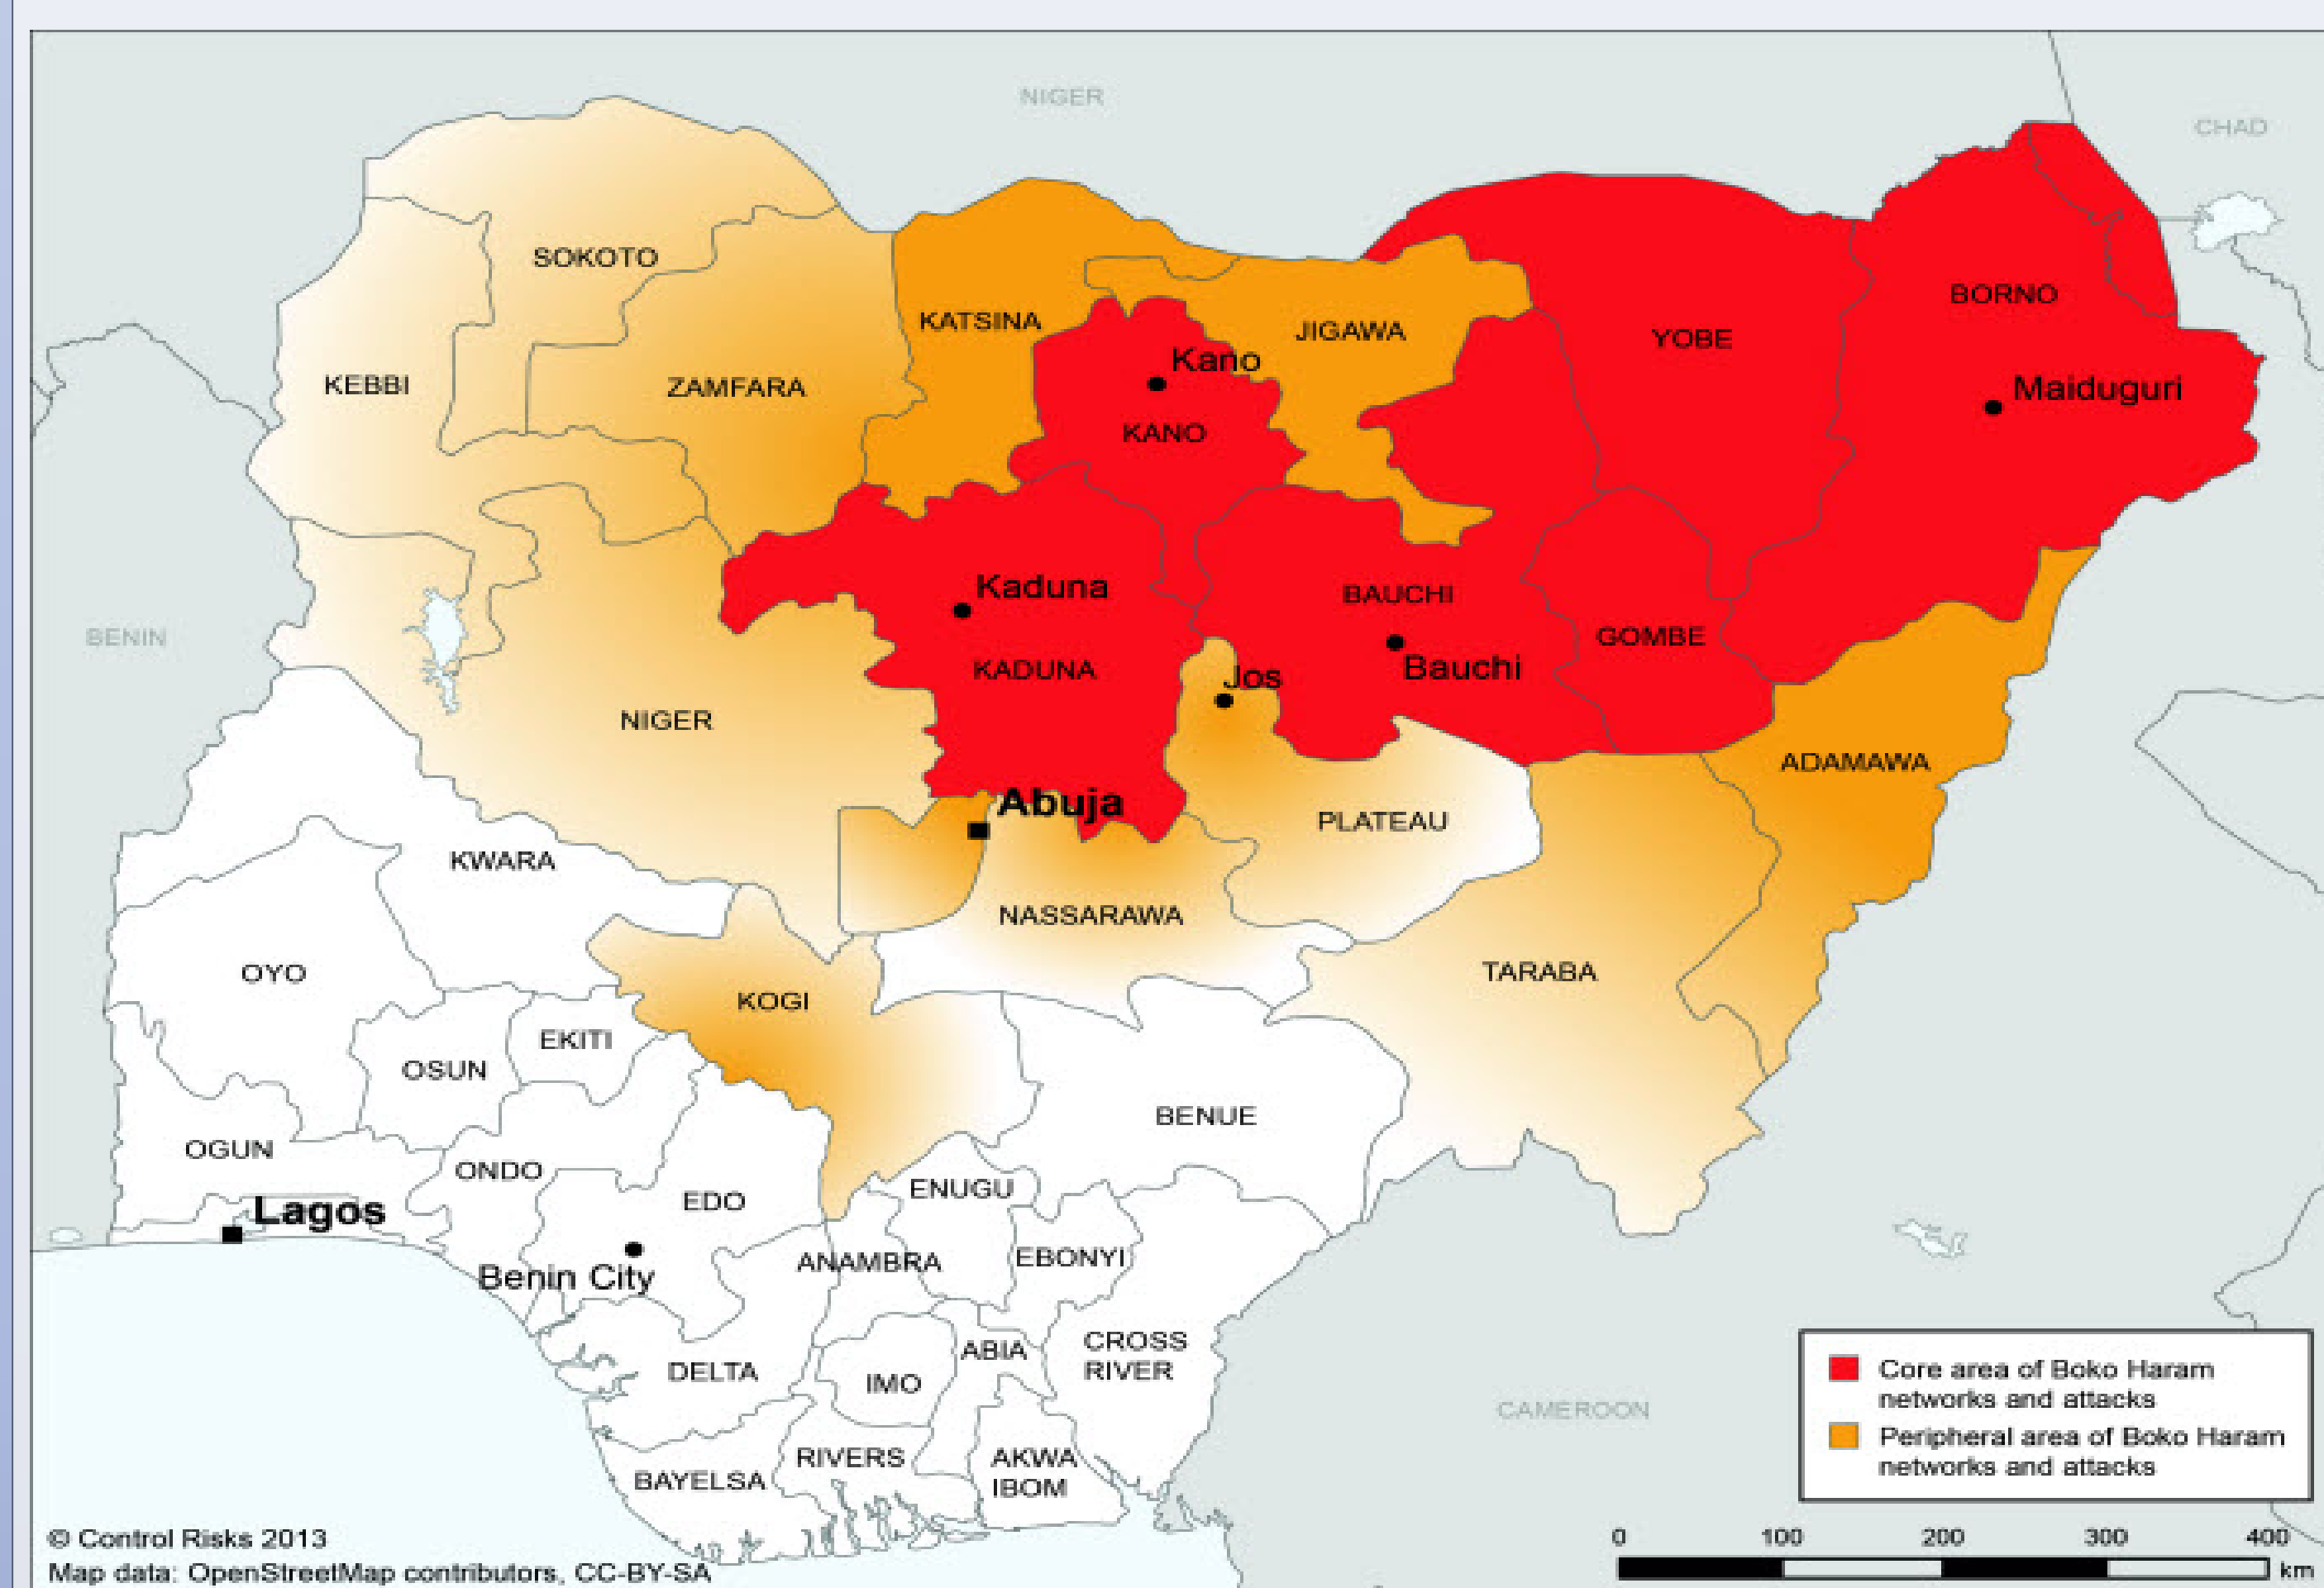 NIGER
CHAD
SOKOTO
KATSINA
JIGAWA
BORNO
YOBE
KEBBI
ZAMFARA
Kano
Maiduguri
KANO
Kaduna
BAUCHI
BENIN
GOMBE
KADUNA
Jos
Bauchi
NIGER
ADAMAWA
Abuja
PLATEAU
KWARA
NASSARAWA
OYO
TARABA
KOGI
EKITI
OSUN
BENUE
OGUN
ONDO
ENUGU
EDO
Lagos
ANAMBRA
EBONYI
Benin City
CROSS
RIVER
ABIA
DELTA
IMO
Core area of Boko Haram
networks and attacks
CAMEROON
Peripheral area of Boko Haram
networks and attacks
RIVERS
AKWA
IBOM
BAYELSA
© Control Risks 2013
Map data: OpenStreetMap contributors, CC-BY-SA
0 100 200 300 400
km